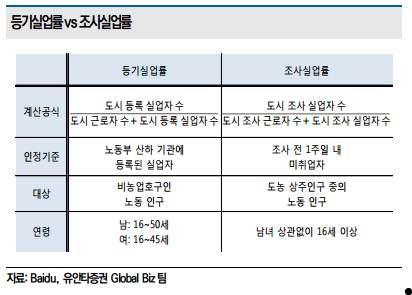 등기실업률 vs 조사실업률
등기실업률 조사실업률
계산공식
도시 등록 실업자 수
도시 근로자 수 + 도시 등록 실업자 수
도시 조사 실업자 수
도시 조사 근로자 수 + 도시 조사 실업자 수
인정기준
노동부 산하 기관에
등록된 실업자
조사 전 1주일 내
미취업자
대상
비농업호구인
노동 인구
도농 상주인구 중의
노동 인구
연령
남: 16~50세
여: 16~45세
남녀 상관없이 16세 이상
자료: Baidu, 유안타증권 Global Biz 팀